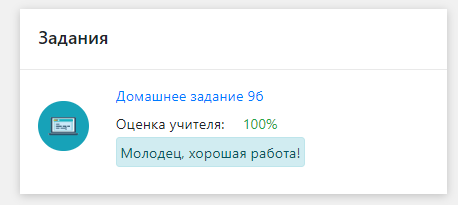 Задания
Домашнее задание 9б
Оценка учителя: 100%
Молодец, хорошая работа!